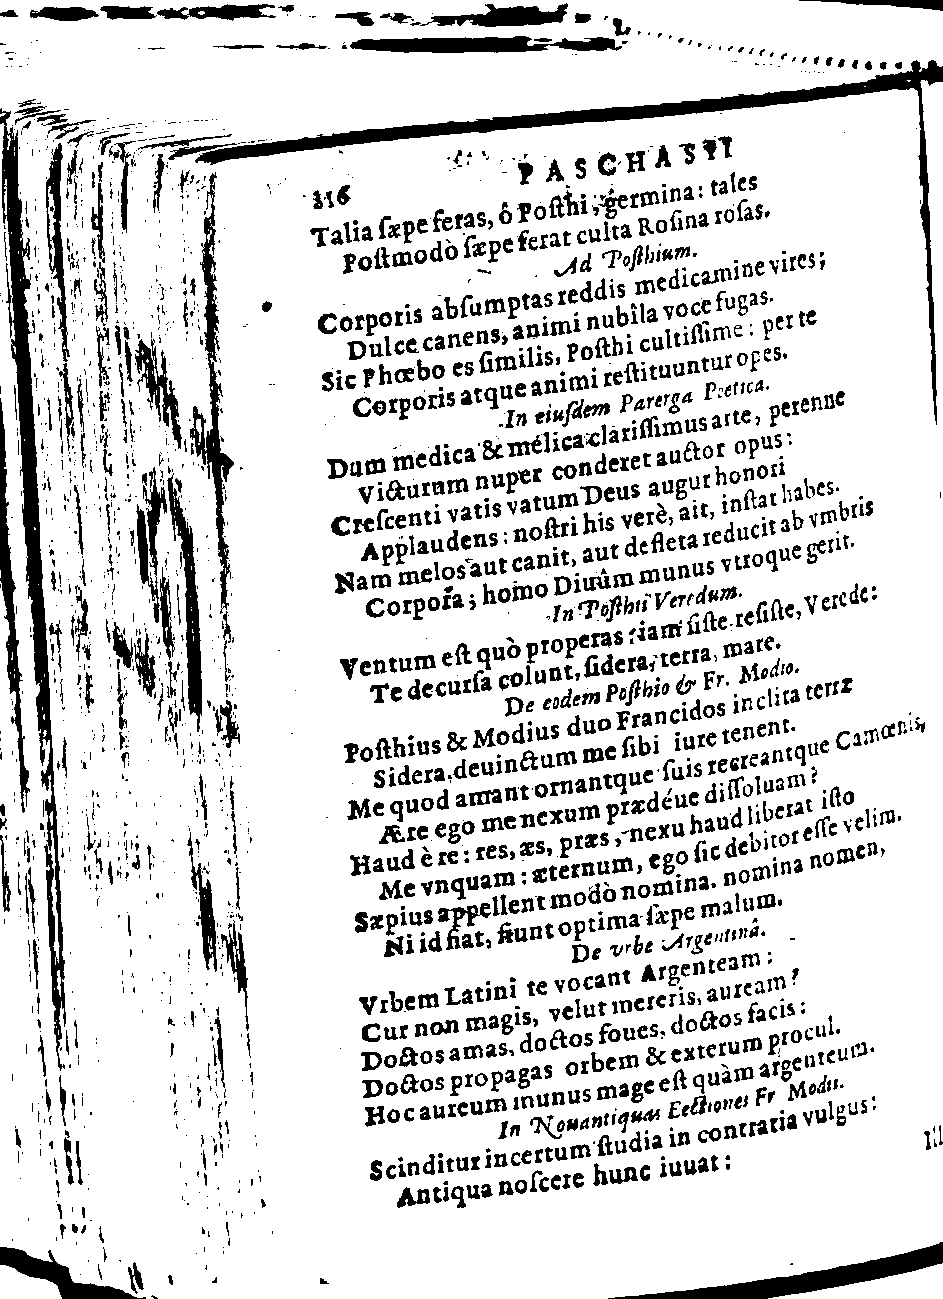 116 PASCHASII
Talia sæpe feras, ô Posthi, germina: tales
Postmodò sæpe ferat culta Rosina rosas.
Ad Posthium.
Corporis absumptas reddis medicamine vires;
Dulce canens, animi nubîla voce fugas.
Sic Phœbo es similis, Posthi cultissime: per te
Corporis atque animi restituuntur opes.
In eiusdem Parerga Poetica.
Dum medica & mélica clarissimus arte, perenne
Victurum nuper conderet auctor opus:
Crescenti vatis vatum Deus augur honori
Applaudens: nostri his verè, ait, instat habes.
Nam melos aut canit, aut defleta reducit ab vmbris
Corpora; homo Diuûm munus vtroque gerit.
In Posthii Veredum.
Ventum est quò properas: iam siste resiste, Verede:
Te decursa colunt, sidera, terra, mare.
De eodem Posthio & Fr. Modio.
Posthius & Modius duo Francidos inclita terræ
Sidera, deuinctum me sibi iure tenent.
Me quod amant ornantque suis recreantque Camœnis,
Ære ego me nexum prædéue dissoluam?
Haud è re: res, æs, præs, nexu haud liberat isto
Me vnquam: æternum, ego sic debitor esse velim.
Sæpius appellent modò nomina. nomina nomen,
Ni id fiat, fiunt optima sæpe malum.
De vrbe Argentinâ.
Vrbem Latini te vocant Argenteam:
Cur non magis, velut mereris, auream?
Doctos amas, doctos foues, doctos facis:
Doctos propagas orbem & exterum procul.
Hoc aureum munus mage est quàm argenteum.
In Nouantiquas Lectiones Fr Modii.
Scinditur incertum studia in contraria vulgus:
Antiqua noscere hunc iuuat: